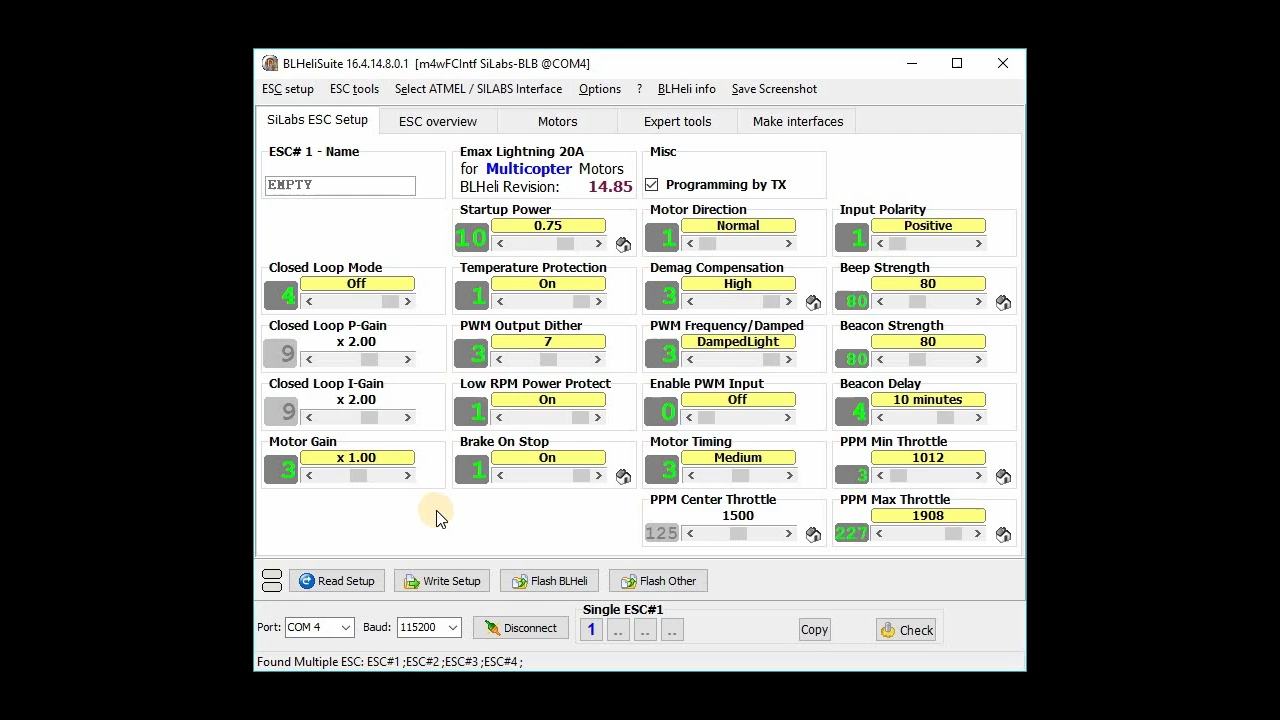 BLHeliSuite 16.4.14.8.0.1 [m4wFCIntf SiLabs-BLB @COM4]
ESC setup ESC tools Select ATMEL / SILABS Interface Options ? BLHeli info Save Screenshot
SiLabs ESC Setup ESC overview Motors Expert tools Make interfaces
ESC# 1 - Name
EMPTY
Emax Lightning 20A
for Multicopter Motors
BLHeli Revision: 14.85
Misc
Programming by TX
Startup Power
0.75
10
Motor Direction
Normal
1
Input Polarity
Positive
1
Closed Loop Mode
Off
4
Temperature Protection
On
1
Demag Compensation
High
3
Beep Strength
80
80
Closed Loop P-Gain
x 2.00
9
PWM Output Dither
7
3
PWM Frequency/Damped
DampedLight
3
Beacon Strength
80
80
Closed Loop I-Gain
x 2.00
9
Low RPM Power Protect
On
1
Enable PWM Input
Off
0
Beacon Delay
10 minutes
4
Motor Gain
x 1.00
3
Brake On Stop
On
1
Motor Timing
Medium
3
PPM Min Throttle
1012
3
PPM Center Throttle
1500
125
PPM Max Throttle
1908
227
Read Setup Write Setup Flash BLHeli Flash Other
Single ESC#1
Port: COM 4 Baud: 115200 Disconnect 1 .. .. .. Copy Check
Found Multiple ESC: ESC#1 ;ESC#2 ;ESC#3 ;ESC#4 ;